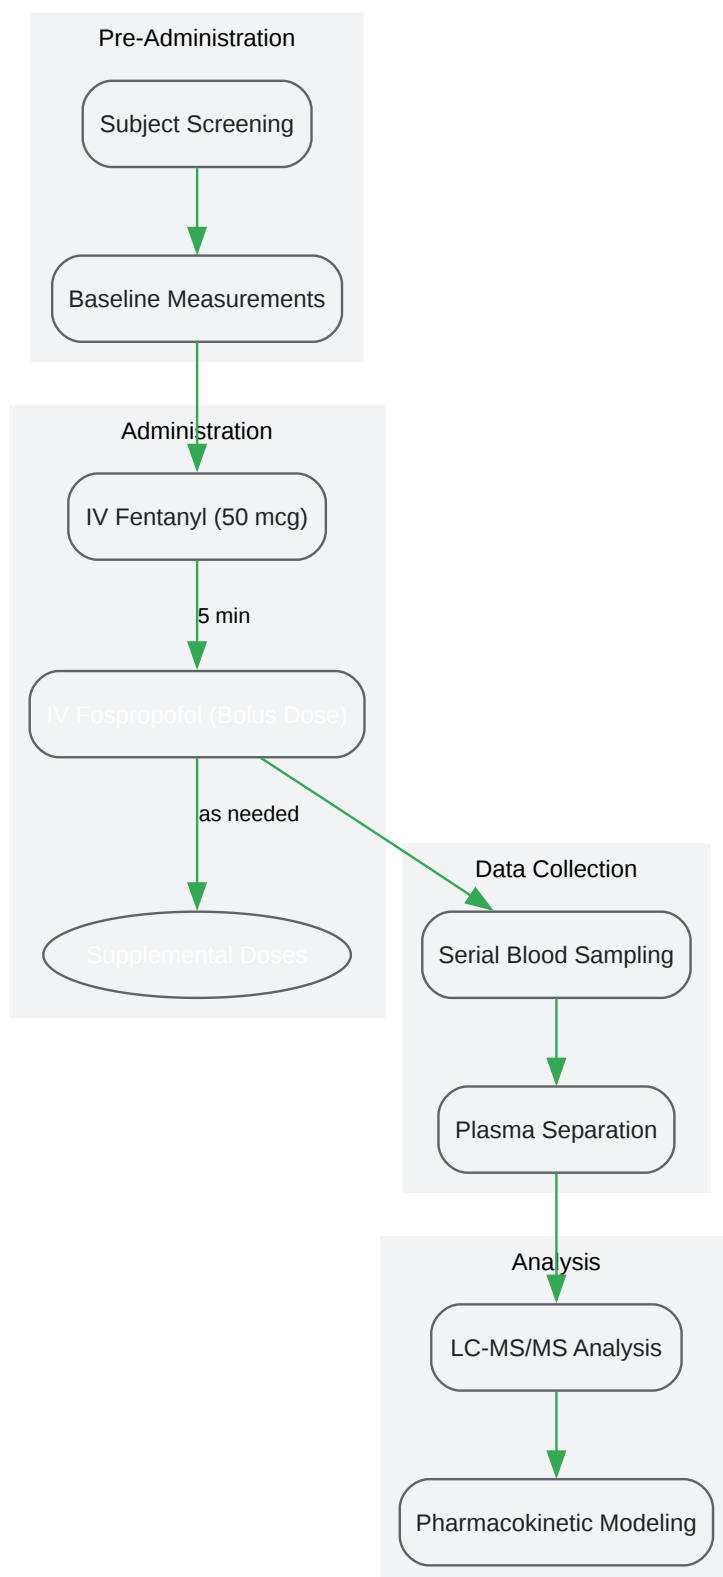 Pre-Administration
Subject Screening
Baseline Measurements
Administration
IV Fentanyl (50 mcg)
5 min
IV Fospropofol (Bolus Dose)
as needed
Supplemental Doses
Data Collection
Serial Blood Sampling
Plasma Separation
Analysis
LC-MS/MS Analysis
Pharmacokinetic Modeling